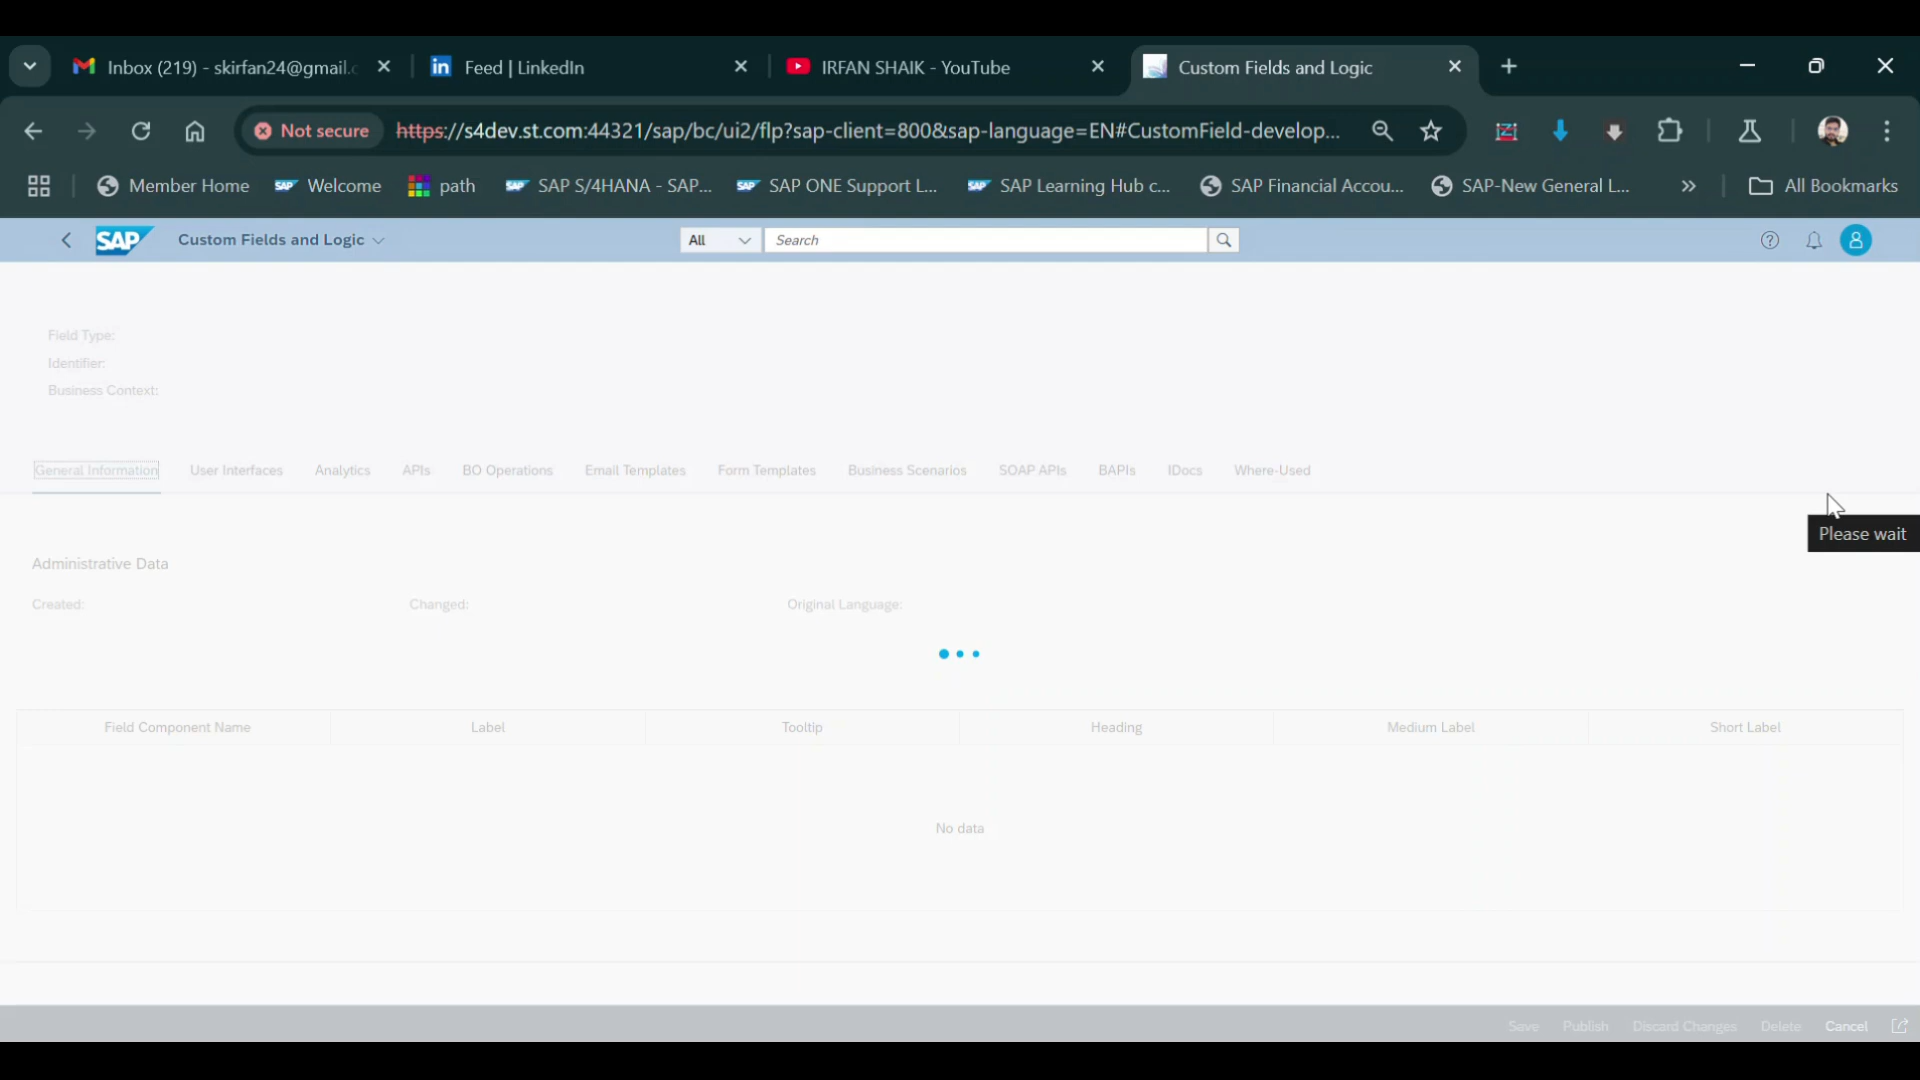 Inbox (219) - skirfan24@gmail.c
Feed | LinkedIn
IRFAN SHAIK - YouTube
Custom Fields and Logic
Not secure https://s4dev.st.com:44321/sap/bc/ui2/flp?sap-client=800&sap-language=EN#CustomField-develop...
Member Home
Welcome
path
SAP S/4HANA - SAP...
SAP ONE Support L...
SAP Learning Hub c...
SAP Financial Accou...
SAP-New General L...
All Bookmarks
SAP
Custom Fields and Logic
All
Search
Field Type:
Identifier:
Business Context:
General Information User Interfaces Analytics APIs BO Operations Email Templates Form Templates Business Scenarios SOAP APIs BAPIs IDocs Where-Used
Please wait
Administrative Data
Created: Changed: Original Language:
Field Component Name Label Tooltip Heading Medium Label Short Label
No data
Save Publish Discard Changes Delete Cancel